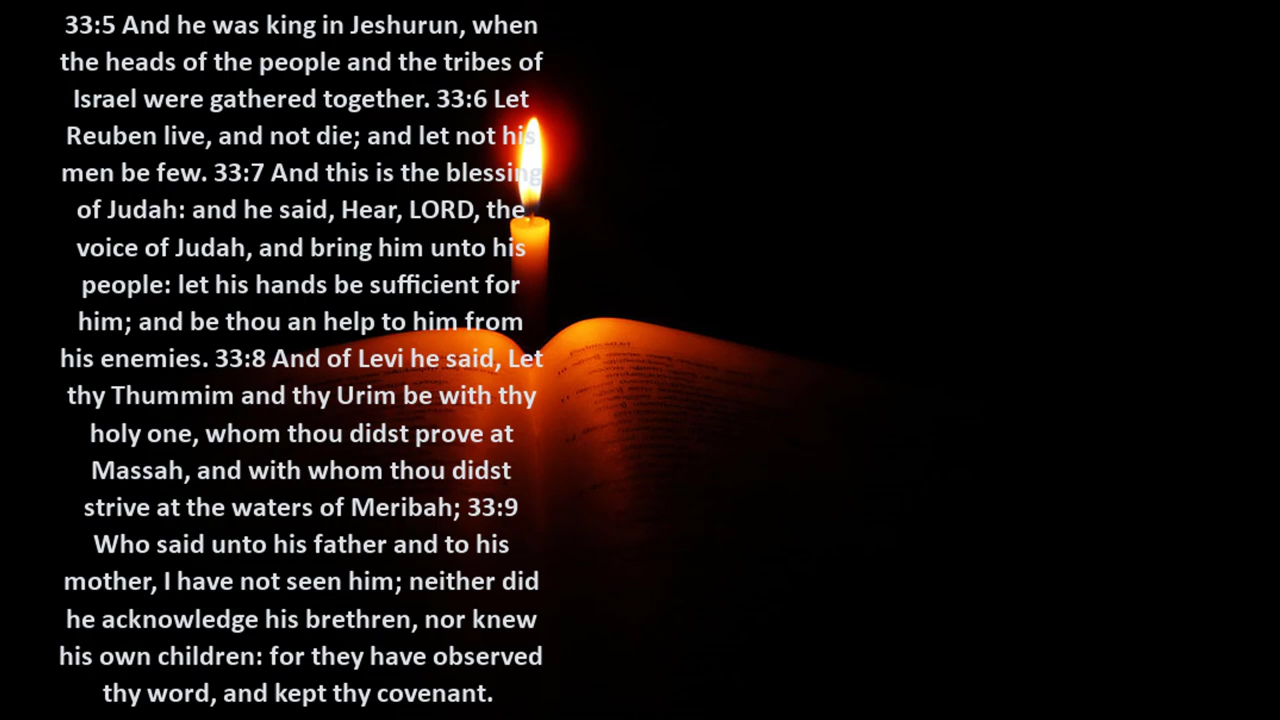 33:5 And he was king in Jeshurun, when
the heads of the people and the tribes of
Israel were gathered together. 33:6 Let
Reuben live, and not die; and let not his
men be few. 33:7 And this is the blessing
of Judah: and he said, Hear, LORD, the
voice of Judah, and bring him unto his
people: let his hands be sufficient for
him; and be thou an help to him from
his enemies. 33:8 And of Levi he said, Let
thy Thummim and thy Urim be with thy
holy one, whom thou didst prove at
Massah, and with whom thou didst
strive at the waters of Meribah; 33:9
Who said unto his father and to his
mother, I have not seen him; neither did
he acknowledge his brethren, nor knew
his own children: for they have observed
thy word, and kept thy covenant.